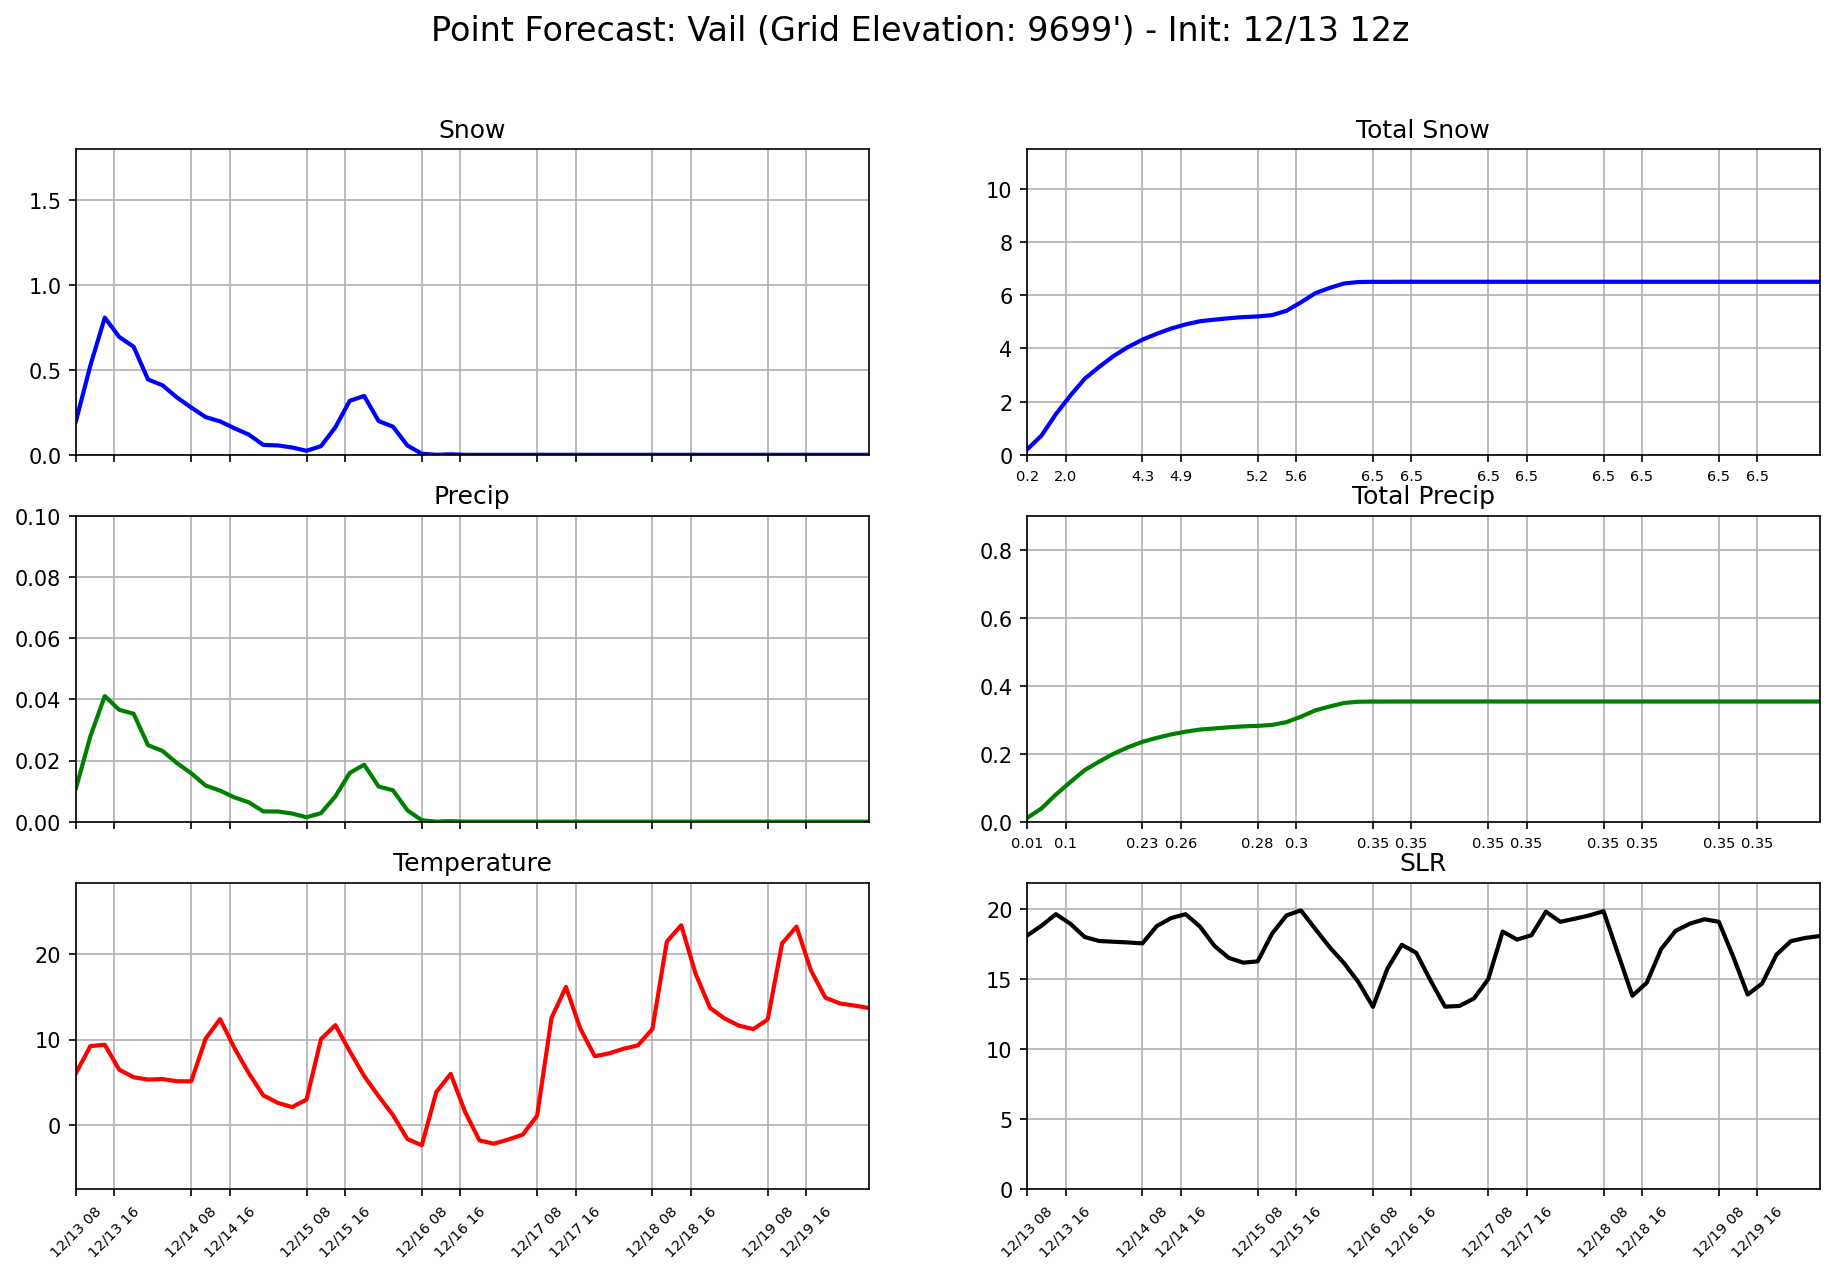 Point Forecast: Vail (Grid Elevation: 9699') - Init: 12/13 12z
Snow
1.5
1.0
0.5
0.0
Total Snow
10
8
6
4
2
0
0.2 2.0 4.3 4.9 5.2 5.6 6.5 6.5 6.5 6.5 6.5 6.5 6.5 6.5
Precip
0.10
0.08
0.06
0.04
0.02
0.00
Total Precip
0.8
0.6
0.4
0.2
0.0
0.01 0.1 0.23 0.26 0.28 0.3 0.35 0.35 0.35 0.35 0.35 0.35 0.35 0.35
Temperature
20
10
0
12/13 08 12/13 16 12/14 08 12/14 16 12/15 08 12/15 16 12/16 08 12/16 16 12/17 08 12/17 16 12/18 08 12/18 16 12/19 08 12/19 16
SLR
20
15
10
5
0
12/13 08 12/13 16 12/14 08 12/14 16 12/15 08 12/15 16 12/16 08 12/16 16 12/17 08 12/17 16 12/18 08 12/18 16 12/19 08 12/19 16